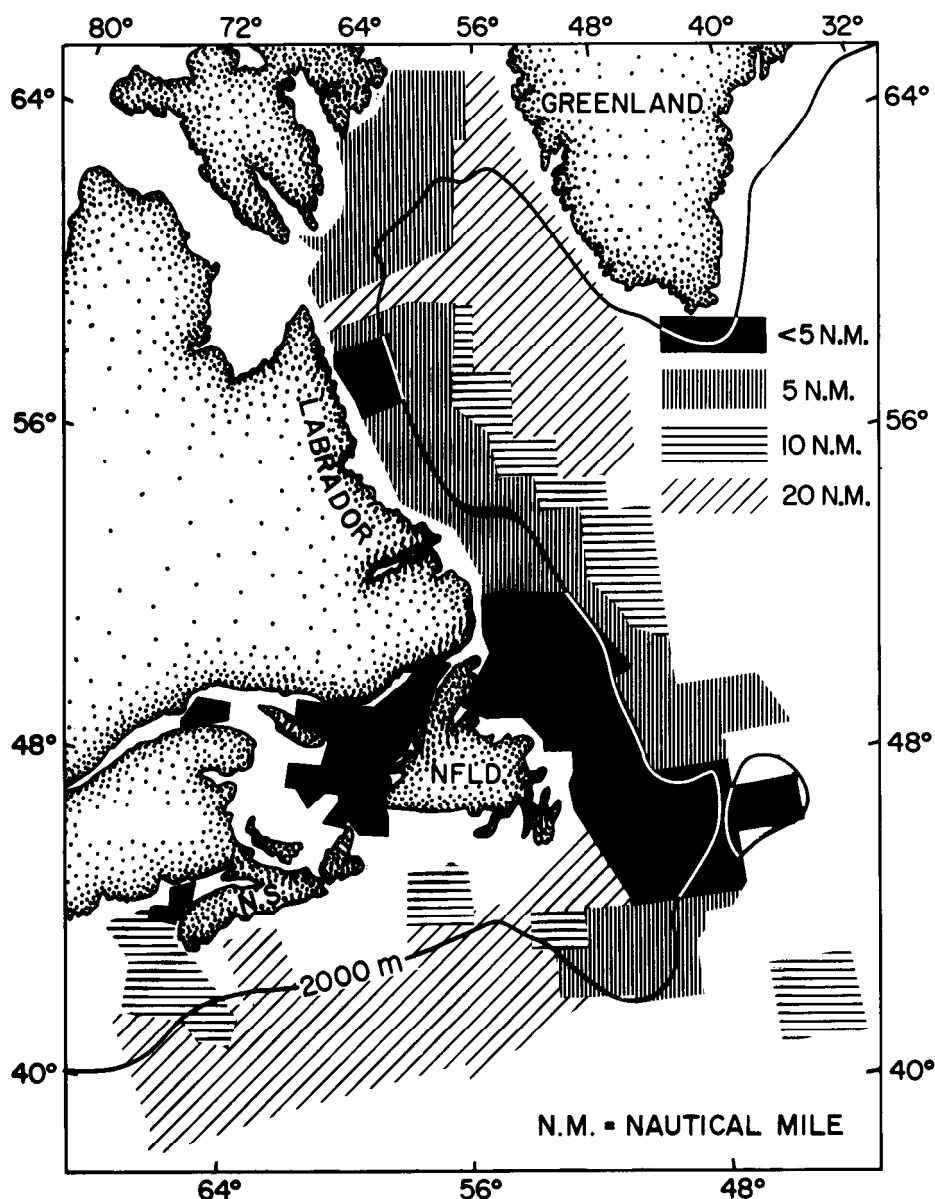 80° 72° 64° 56° 48° 40° 32°
64° 64°
GREENLAND
<5 N.M.
5 N.M.
56° 56°
10 N.M.
20 N.M.
LABRADOR
48° 48°
NFLD.
N.S.
2000 m
40° 40°
N.M. = NAUTICAL MILE
64° 56° 48°